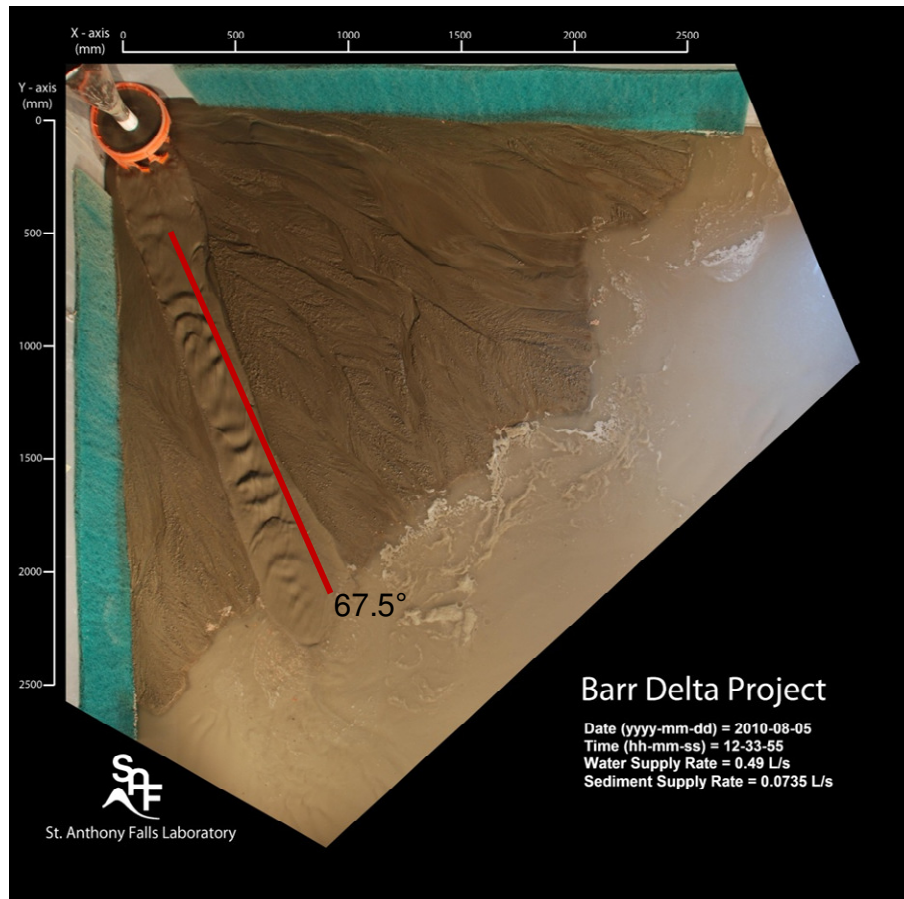 X - axis
(mm)
0 500 1000 1500 2000 2500
Y - axis
(mm)
0
500
1000
1500
2000
2500
67.5°
Barr Delta Project
Date (yyyy-mm-dd) = 2010-08-05
Time (hh-mm-ss) = 12-33-55
Water Supply Rate = 0.49 L/s
Sediment Supply Rate = 0.0735 L/s
SAF
St. Anthony Falls Laboratory